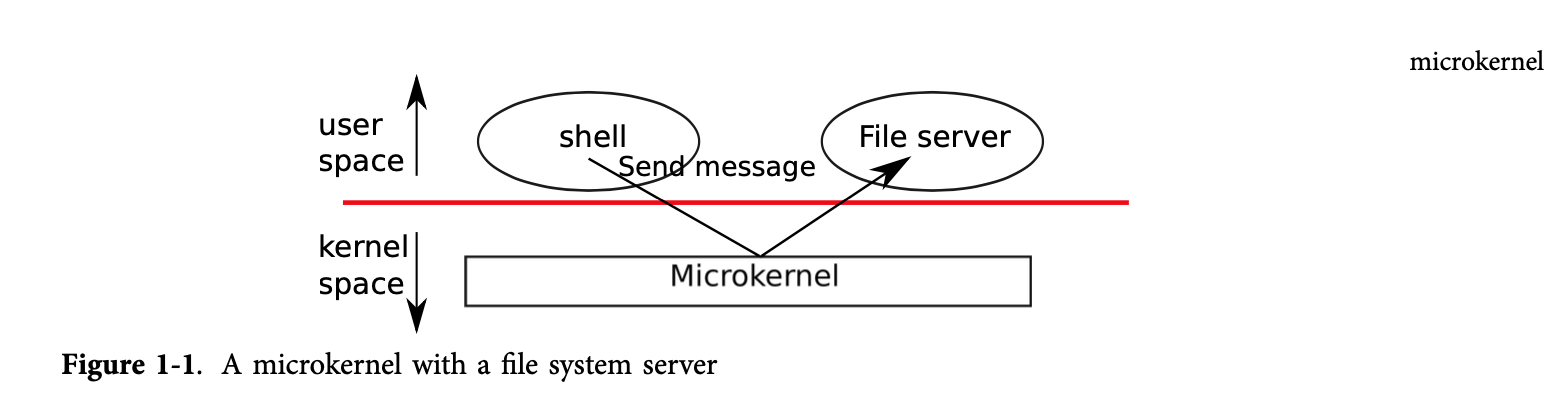 microkernel
user
space
shell
File server
Send message
kernel
space
Microkernel
Figure 1-1. A microkernel with a file system server